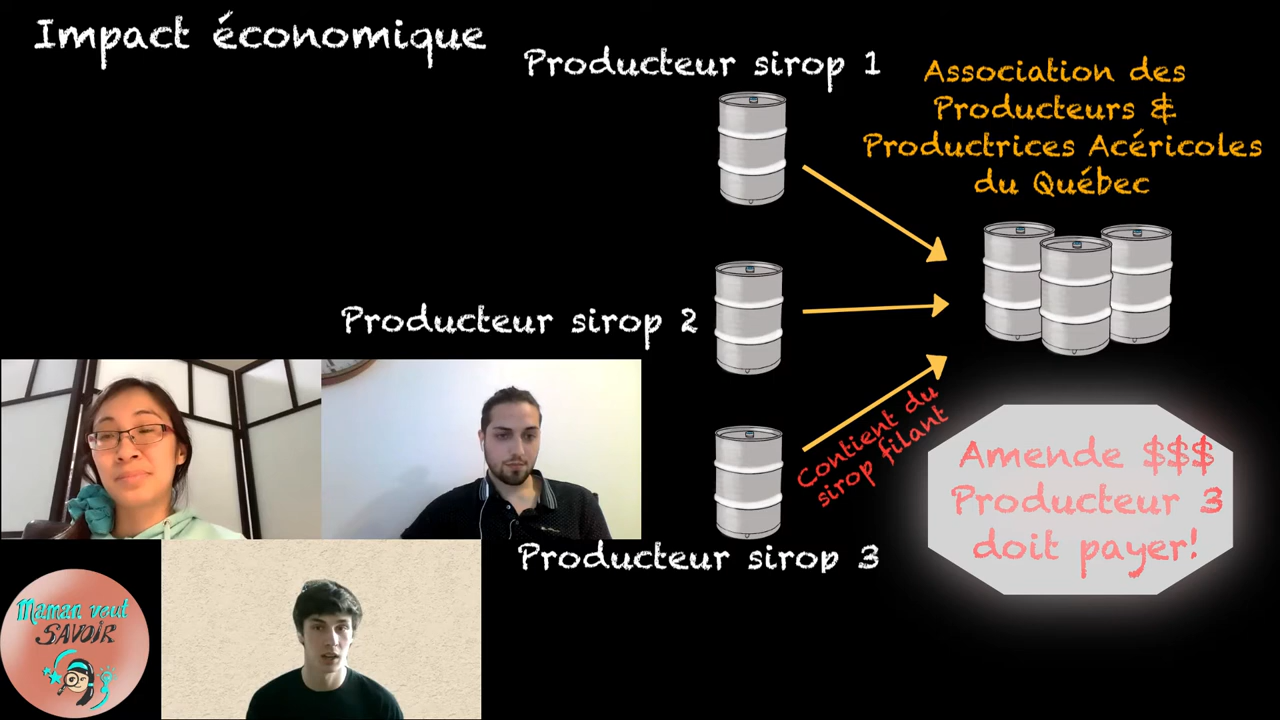 Impact économique
Producteur sirop 1
Association des
Producteurs &
Productrices Acéricoles
du Québec
Producteur sirop 2
Contient du
sirop filant
Amende $$$
Producteur 3
doit payer!
Producteur sirop 3
Maman veut
SAVOIR